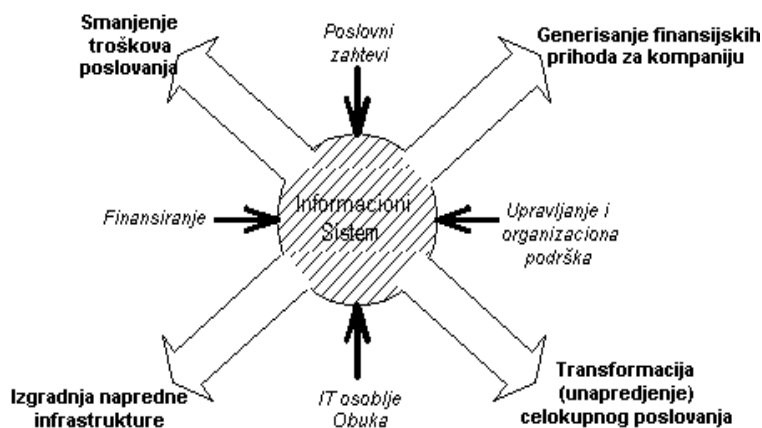 Smanjenje
troškova
poslovanja
Poslovni
zahtevi
Generisanje finansijskih
prihoda za kompaniju
Finansiranje
Informacioni
Sistem
Upravljanje i
organizaciona
podrška
Izgradnja napredne
infrastrukture
IT osoblje
Obuka
Transformacija
(unapredjenje)
celokupnog poslovanja